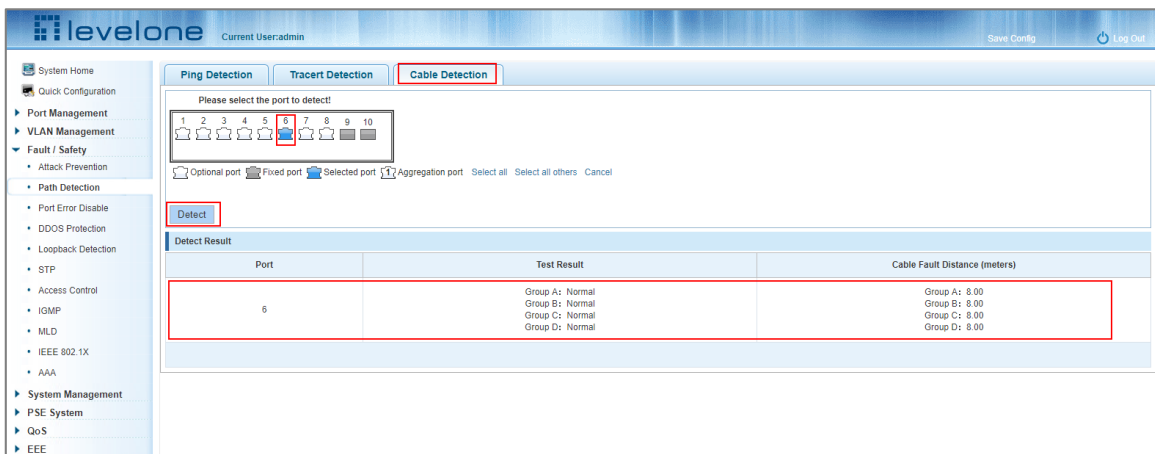 levelone
Current User:admin
Save Config
Log Out
System Home
Quick Configuration
Port Management
VLAN Management
Fault / Safety
Attack Prevention
Path Detection
Port Error Disable
DDOS Protection
Loopback Detection
STP
Access Control
IGMP
MLD
IEEE 802.1X
AAA
System Management
PSE System
QoS
EEE
Ping Detection Tracert Detection Cable Detection
Please select the port to detect!
1 2 3 4 5 6 7 8 9 10
Optional port Fixed port Selected port 1 Aggregation port Select all Select all others Cancel
Detect
Detect Result
Port Test Result Cable Fault Distance (meters)
6
Group A: Normal
Group B: Normal
Group C: Normal
Group D: Normal
Group A: 8.00
Group B: 8.00
Group C: 8.00
Group D: 8.00